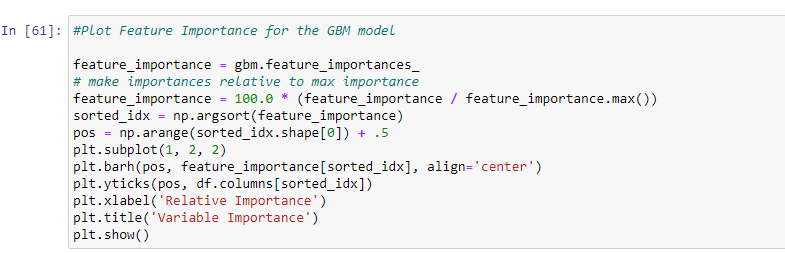 In [61]: #Plot Feature Importance for the GBM model
feature_importance = gbm.feature_importances_
# make importances relative to max importance
feature_importance = 100.0 * (feature_importance / feature_importance.max())
sorted_idx = np.argsort(feature_importance)
pos = np.arange(sorted_idx.shape[0]) + .5
plt.subplot(1, 2, 2)
plt.barh(pos, feature_importance[sorted_idx], align='center')
plt.yticks(pos, df.columns[sorted_idx])
plt.xlabel('Relative Importance')
plt.title('Variable Importance')
plt.show()